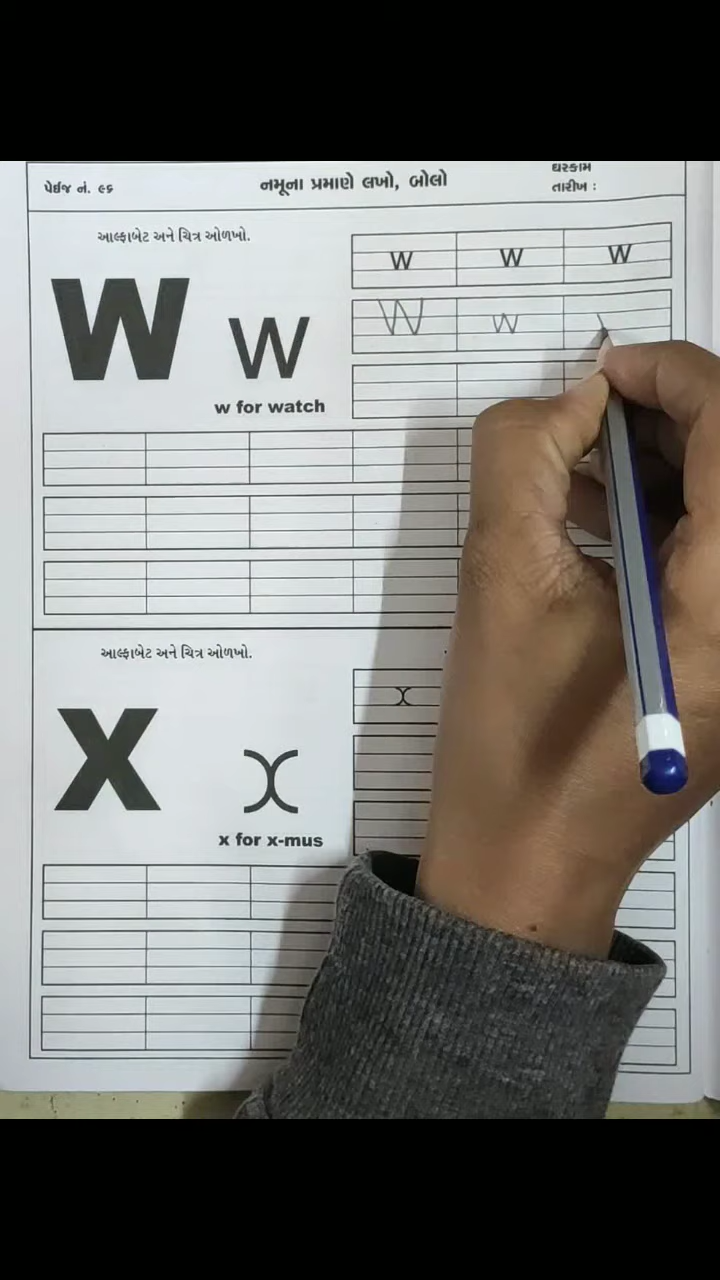 પેઈજ નં. ૯૬
નમૂના પ્રમાણે લખો, બોલો
ઘરકામ
તારીખ :
આલ્ફાબેટ અને ચિત્ર ઓળખો.
W w
w for watch
w w w
W w
આલ્ફાબેટ અને ચિત્ર ઓળખો.
X x
x for x-mus
x